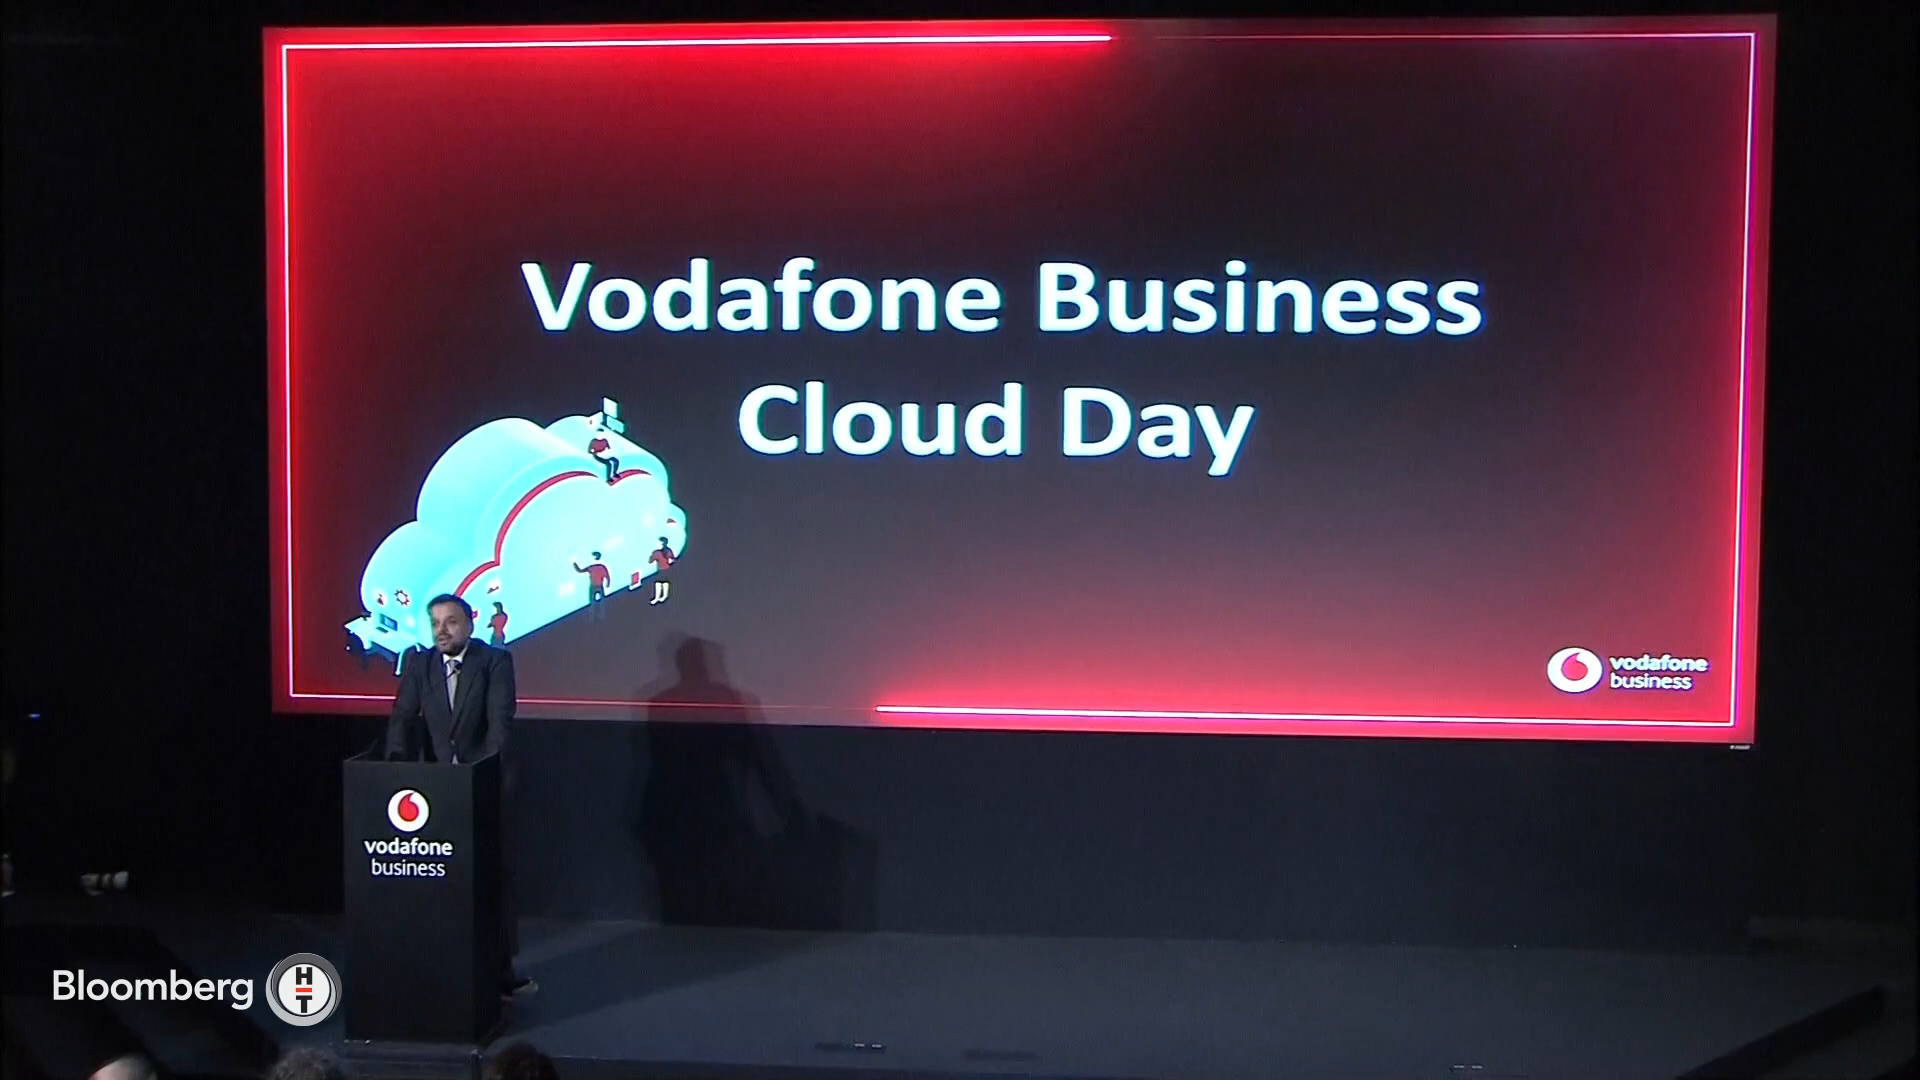 Vodafone Business
Cloud Day
vodafone
business
vodafone
business
Bloomberg HT